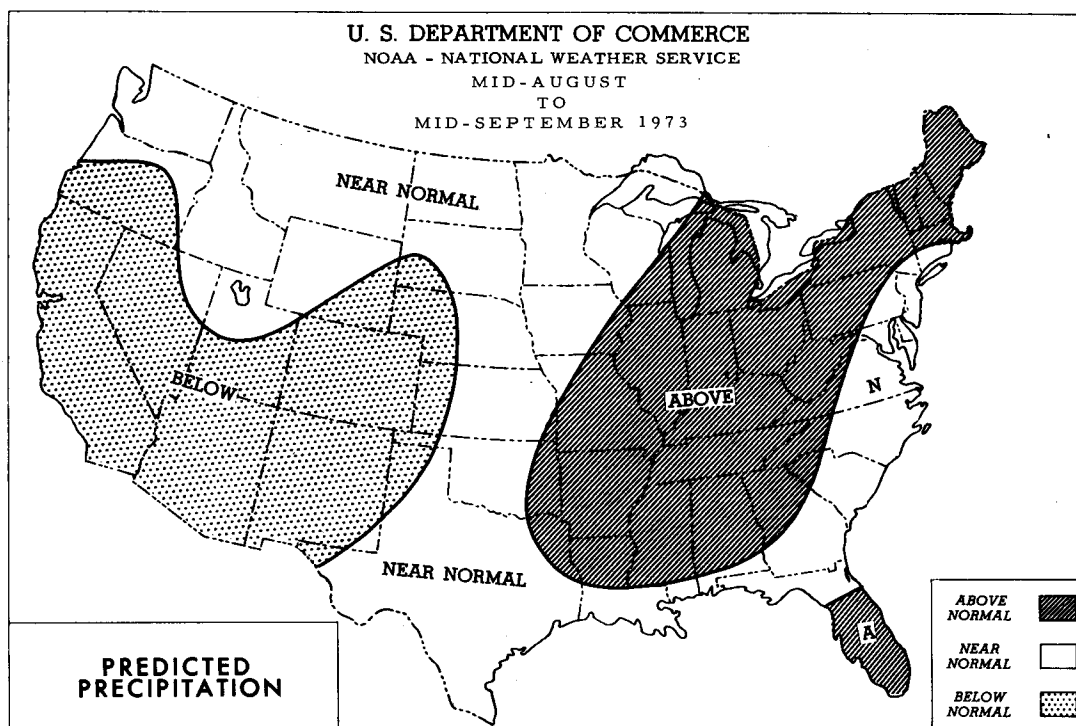 U. S. DEPARTMENT OF COMMERCE
NOAA - NATIONAL WEATHER SERVICE
MID-AUGUST
TO
MID-SEPTEMBER 1973
NEAR NORMAL
BELOW
ABOVE
N
NEAR NORMAL
A
PREDICTED
PRECIPITATION
ABOVE
NORMAL
NEAR
NORMAL
BELOW
NORMAL